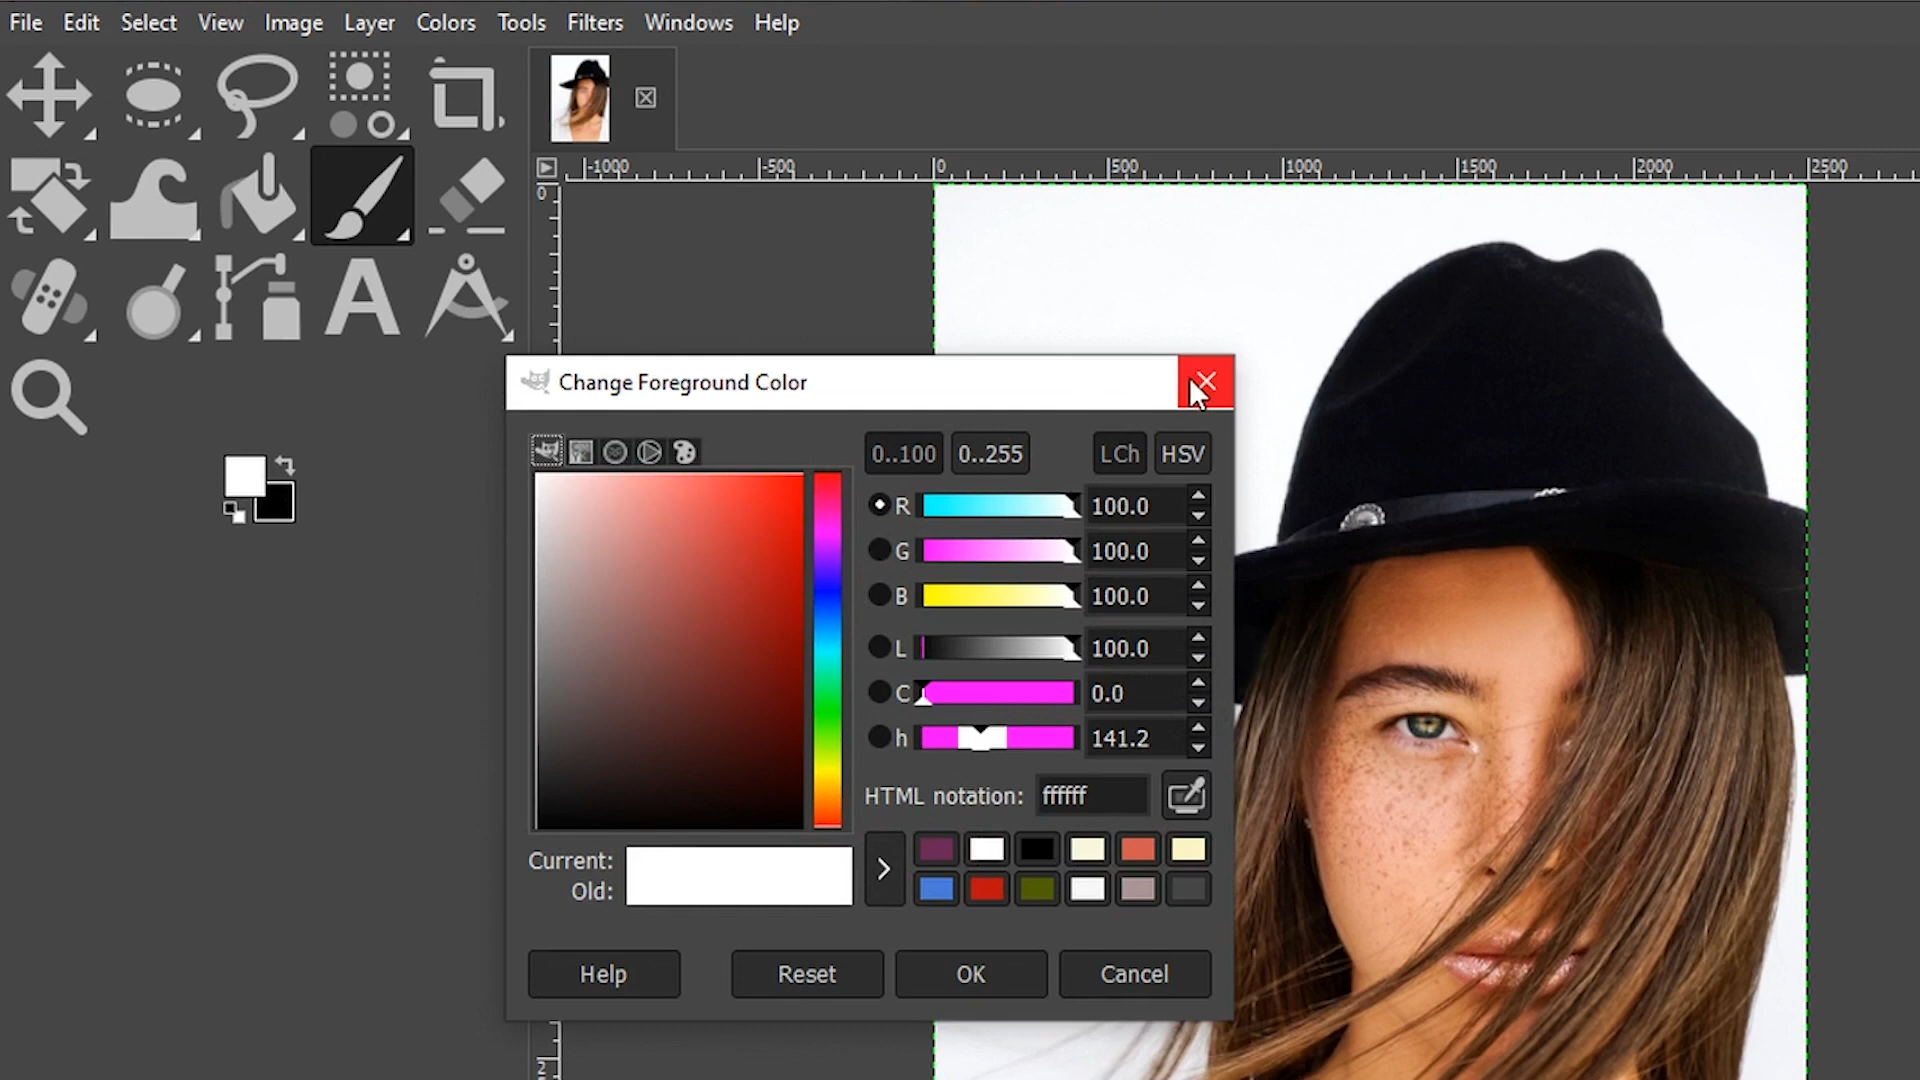 File Edit Select View Image Layer Colors Tools Filters Windows Help
-1000 -500 0 500 1000 1500 2000 2500
0
Change Foreground Color
0..100 0..255 LCh HSV
R 100.0
G 100.0
B 100.0
L 100.0
C 0.0
h 141.2
HTML notation: ffffff
Current:
Old:
Help Reset OK Cancel
2